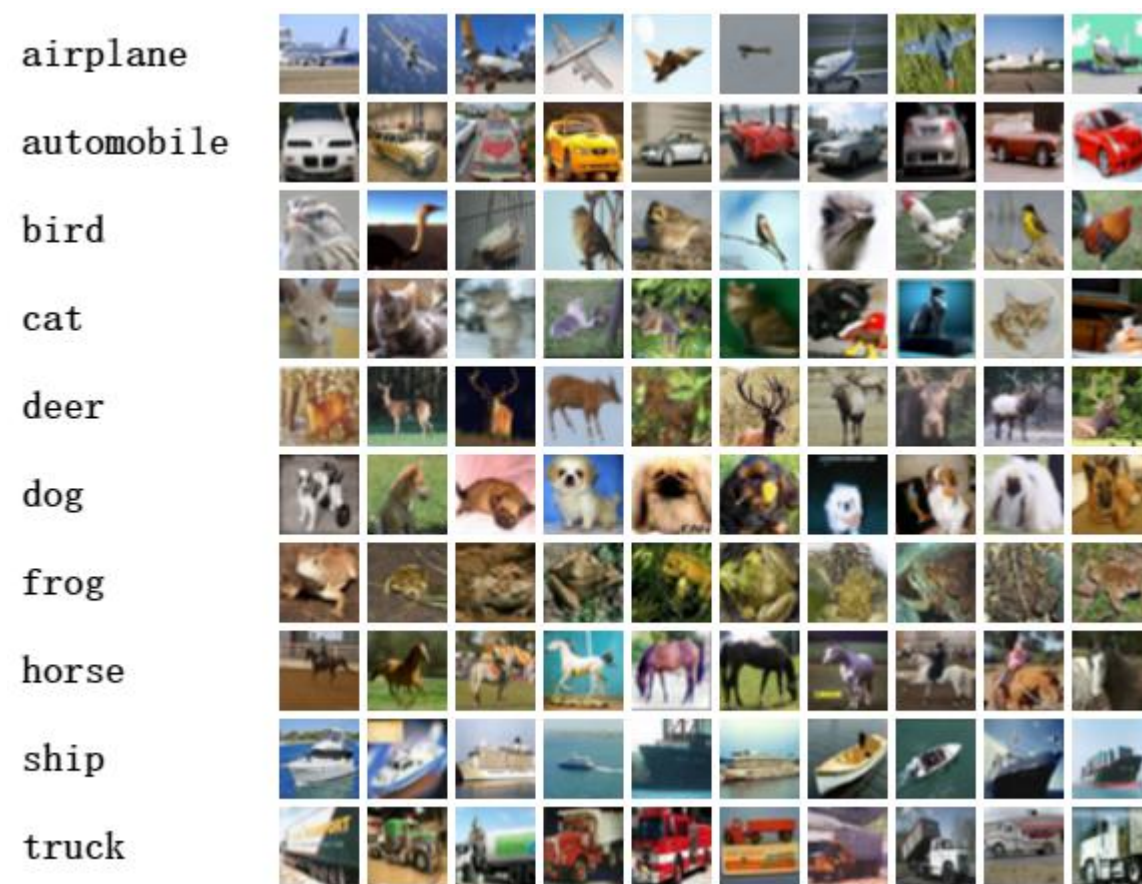 airplane
automobile
bird
cat
deer
dog
frog
horse
ship
truck